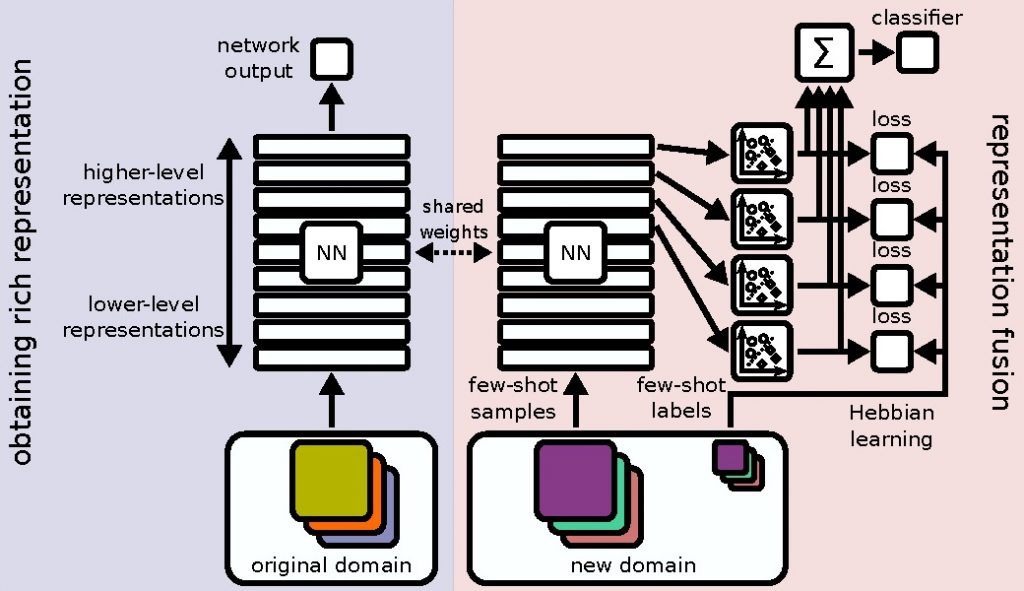 obtaining rich representation
network
output
higher-level
representations
lower-level
representations
NN
original domain
shared
weights
NN
few-shot
samples
few-shot
labels
new domain
Σ
classifier
loss
loss
loss
loss
Hebbian
learning
representation fusion